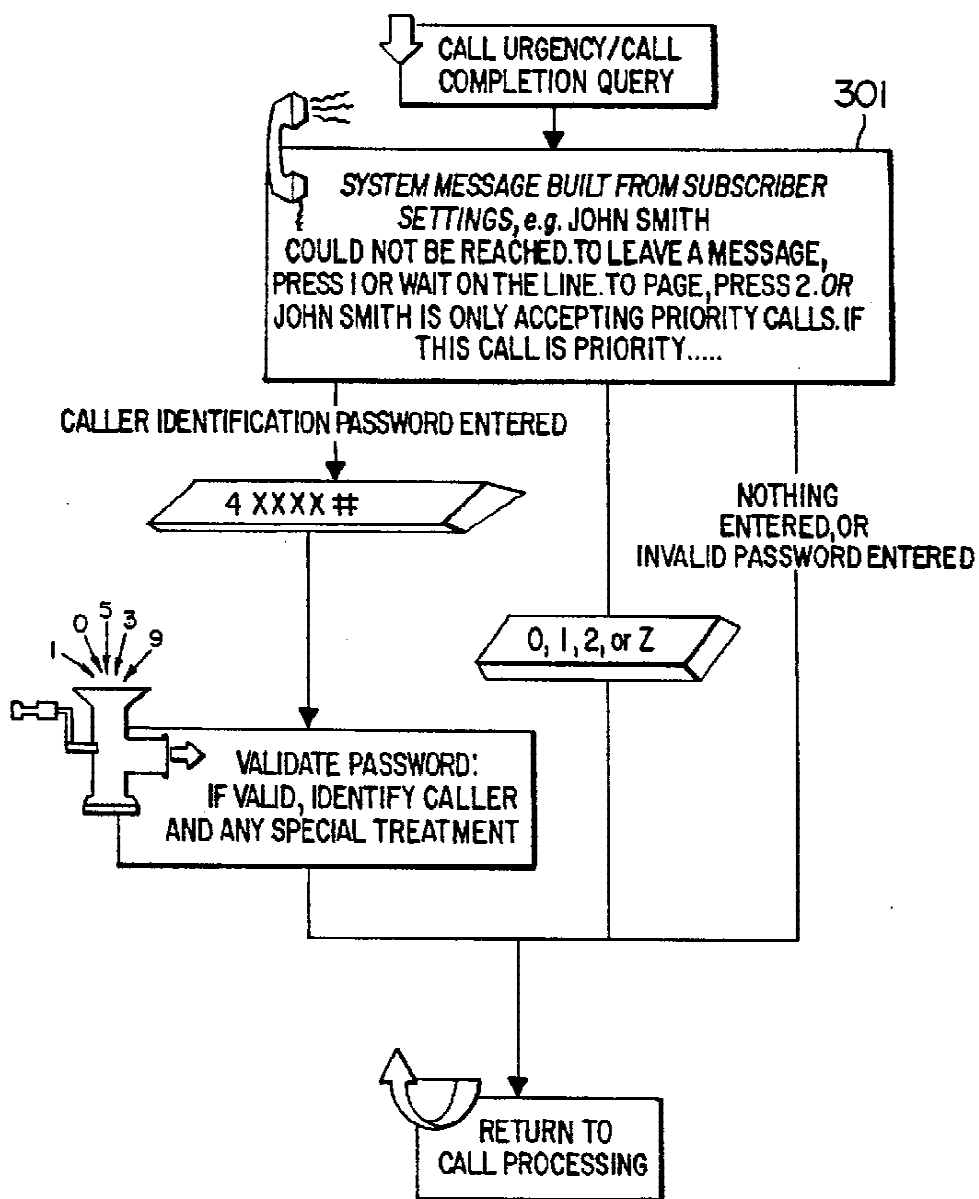 CALL URGENCY/CALL
COMPLETION QUERY
301
SYSTEM MESSAGE BUILT FROM SUBSCRIBER
SETTINGS, e.g. JOHN SMITH
COULD NOT BE REACHED. TO LEAVE A MESSAGE,
PRESS 1 OR WAIT ON THE LINE. TO PAGE, PRESS 2. OR
JOHN SMITH IS ONLY ACCEPTING PRIORITY CALLS. IF
THIS CALL IS PRIORITY.....
CALLER IDENTIFICATION PASSWORD ENTERED
4 XXXX #
NOTHING
ENTERED, OR
INVALID PASSWORD ENTERED
0, 1, 2, or Z
1 0 5 3 9
VALIDATE PASSWORD:
IF VALID, IDENTIFY CALLER
AND ANY SPECIAL TREATMENT
RETURN TO
CALL PROCESSING